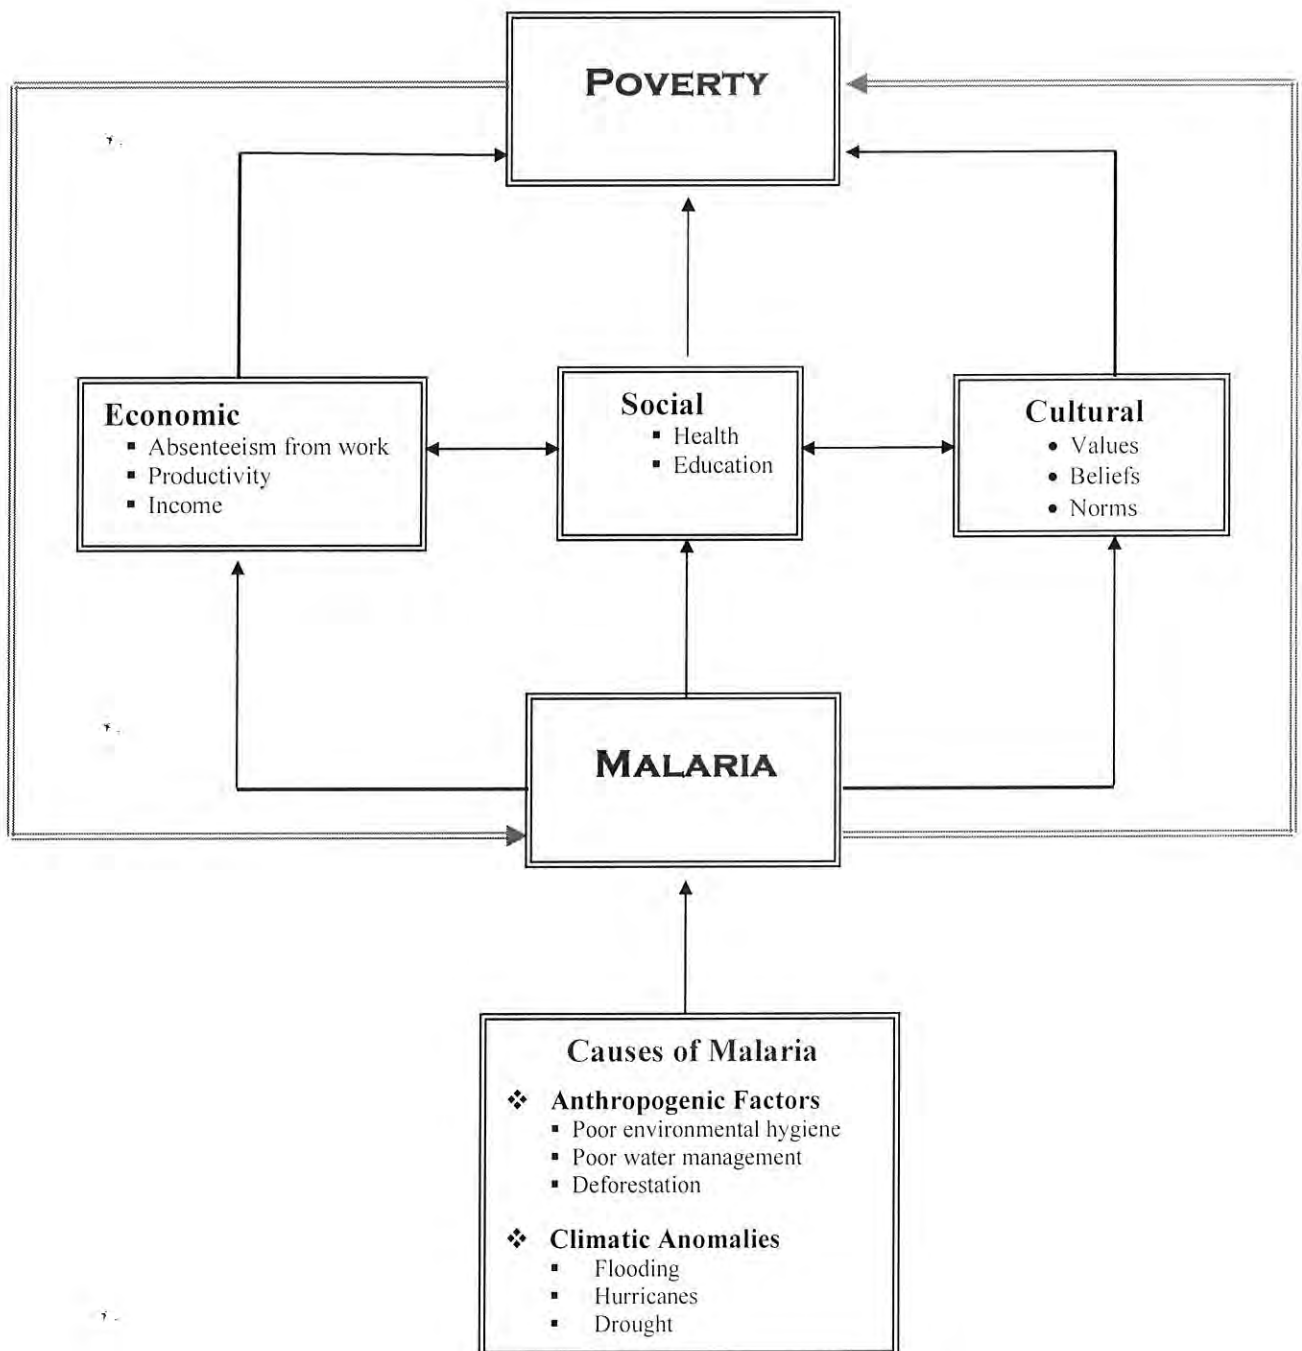 POVERTY
Economic
▪ Absenteeism from work
▪ Productivity
▪ Income
Social
▪ Health
▪ Education
Cultural
• Values
• Beliefs
• Norms
MALARIA
Causes of Malaria
❖ Anthropogenic Factors
▪ Poor environmental hygiene
▪ Poor water management
▪ Deforestation
❖ Climatic Anomalies
▪ Flooding
▪ Hurricanes
▪ Drought